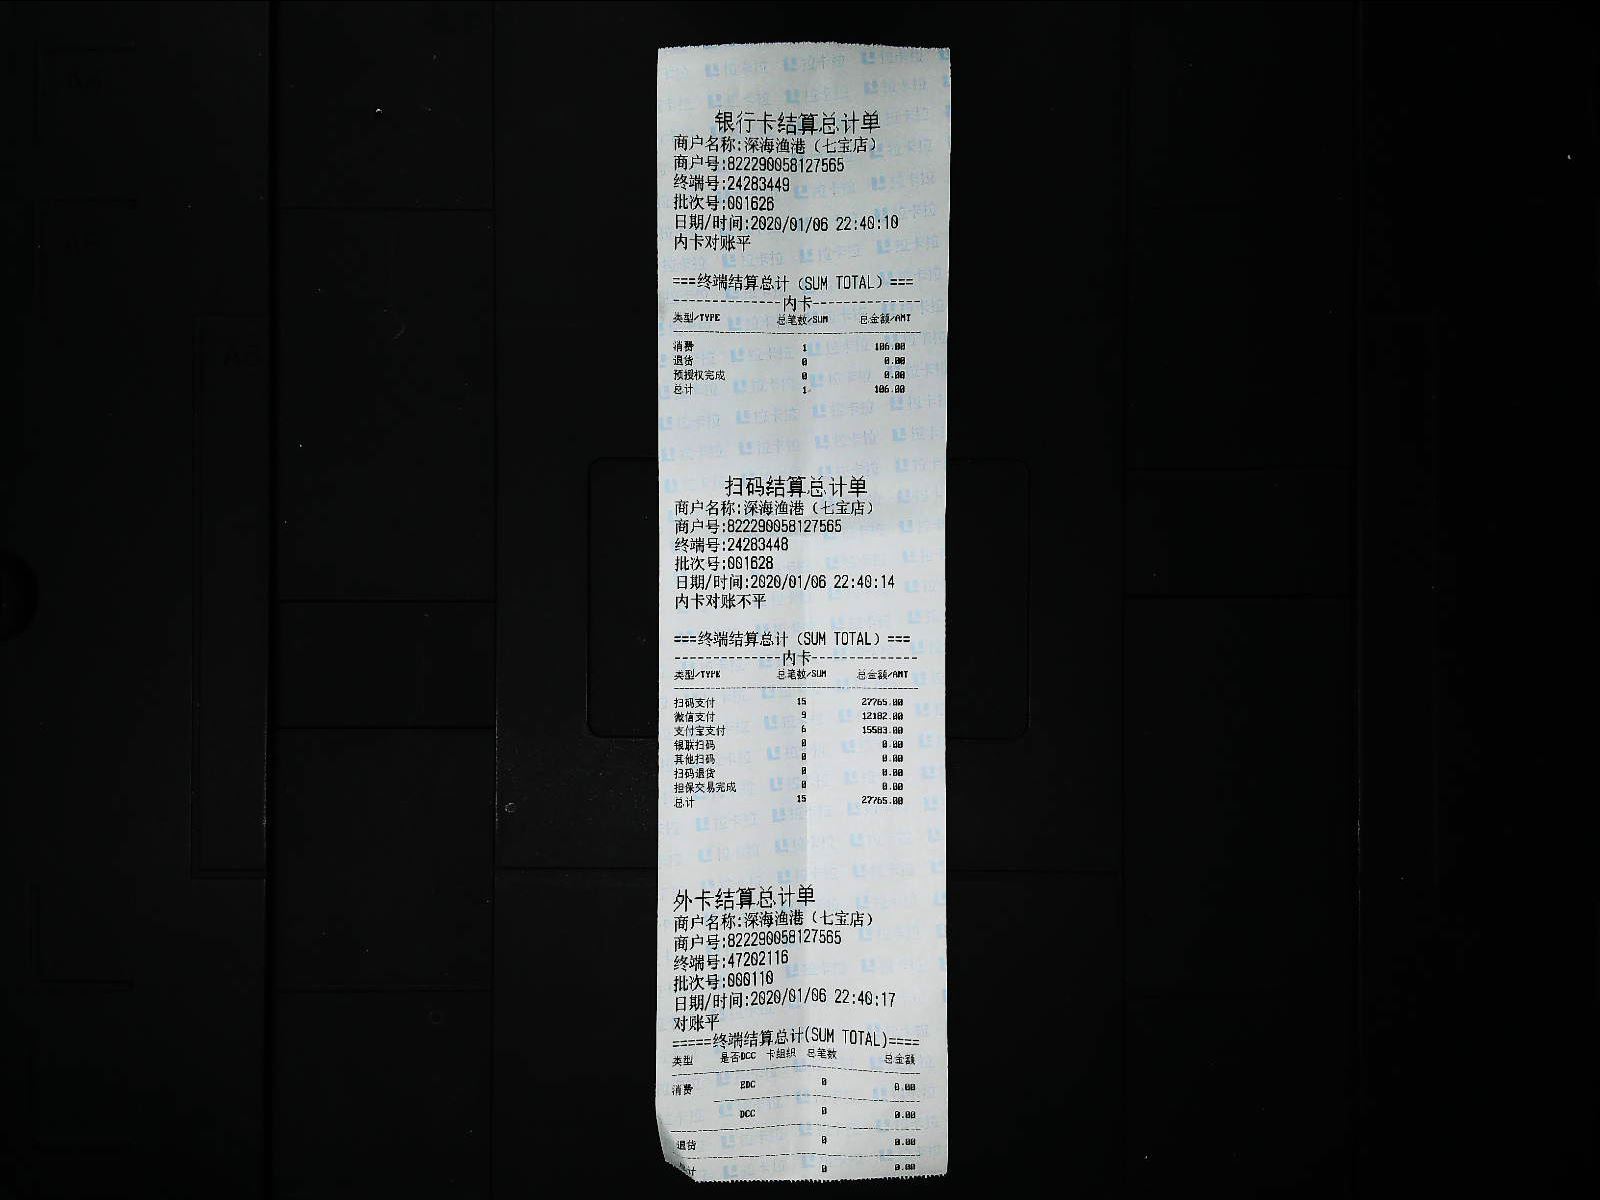 银行卡结算总计单
商户名称:深海渔港（七宝店）
商户号:822290058127565
终端号:24283449
批次号:001626
日期/时间:2020/01/06 22:40:10
内卡对账平
===终端结算总计（SUM TOTAL）===
--------------内卡--------------
类型/TYPE 总笔数/SUM 总金额/AMT
消费 1 106.00
退货 0 0.00
预授权完成 0 0.00
总计 1 106.00
扫码结算总计单
商户名称:深海渔港（七宝店）
商户号:822290058127565
终端号:24283448
批次号:001628
日期/时间:2020/01/06 22:40:14
内卡对账不平
===终端结算总计（SUM TOTAL）===
--------------内卡--------------
类型/TYPE 总笔数/SUM 总金额/AMT
扫码支付 15 27765.00
微信支付 9 12182.00
支付宝支付 6 15583.00
银联扫码 0 0.00
其他扫码 0 0.00
扫码退货 0 0.00
担保交易完成 0 0.00
总计 15 27765.00
外卡结算总计单
商户名称:深海渔港（七宝店）
商户号:822290058127565
终端号:47202116
批次号:000110
日期/时间:2020/01/06 22:40:17
对账平
=====终端结算总计(SUM TOTAL)====
类型 是否DCC 卡组织 总笔数 总金额
消费 EDC 0 0.00
DCC 0 0.00
退货 0 0.00
计 0 0.00